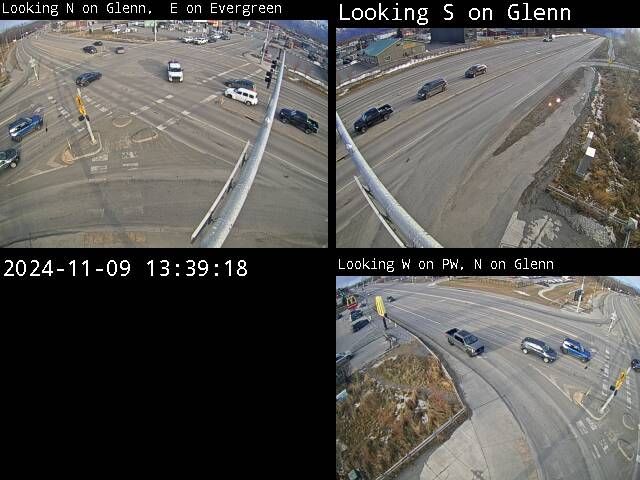 Looking N on Glenn, E on Evergreen
Looking S on Glenn
2024-11-09 13:39:18
Looking W on PW, N on Glenn